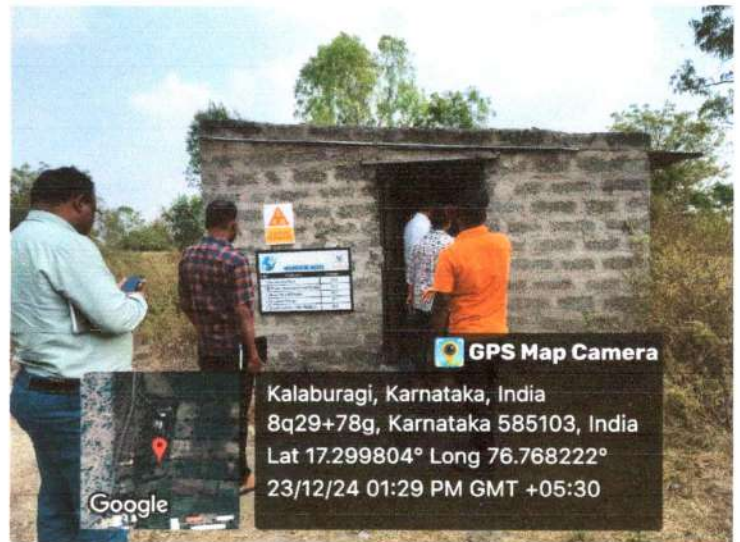 GPS Map Camera
Kalaburagi, Karnataka, India
8q29+78g, Karnataka 585103, India
Lat 17.299804° Long 76.768222°
23/12/24 01:29 PM GMT +05:30
Google